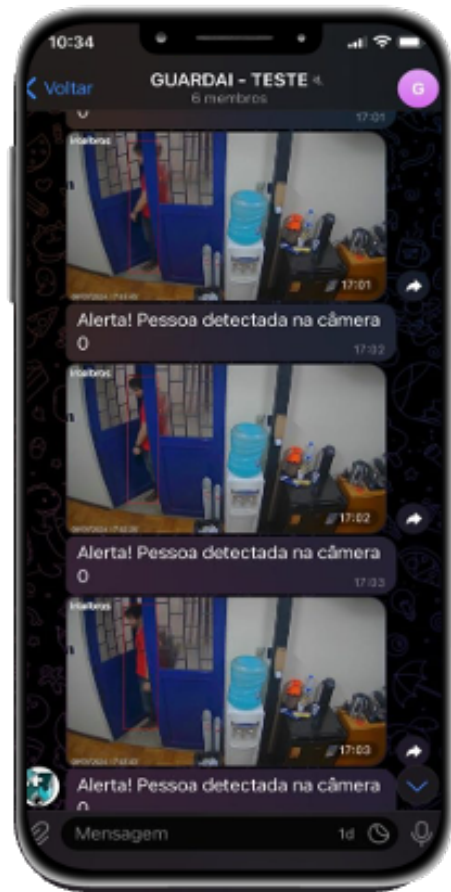 10:34
Voltar
GUARDAI - TESTE
G
6 membros
0
17:01
Intelbras
17:01
Alerta! Pessoa detectada na câmera
0
17:02
Intelbras
17:02
Alerta! Pessoa detectada na câmera
0
17:03
Intelbras
17:03
Alerta! Pessoa detectada na câmera
0
Mensagem
1d